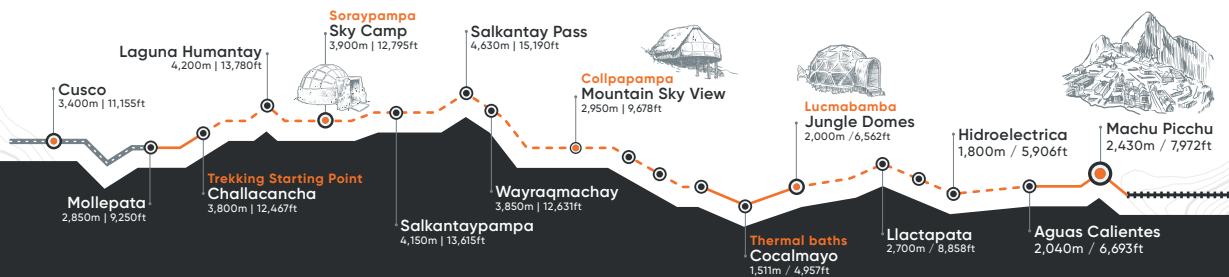 Cusco
3,400m | 11,155ft
Mollepata
2,850m | 9,250ft
Trekking Starting Point
Challacancha
3,800m | 12,467ft
Laguna Humantay
4,200m | 13,780ft
Soraypampa
Sky Camp
3,900m | 12,795ft
Salkantaypampa
4,150m | 13,615ft
Salkantay Pass
4,630m | 15,190ft
Wayraqmachay
3,850m | 12,631ft
Collpapampa
Mountain Sky View
2,950m | 9,678ft
Thermal baths
Cocalmayo
1,511m / 4,957ft
Lucmabamba
Jungle Domes
2,000m /6,562ft
Llactapata
2,700m / 8,858ft
Hidroelectrica
1,800m / 5,906ft
Aguas Calientes
2,040m / 6,693ft
Machu Picchu
2,430m / 7,972ft